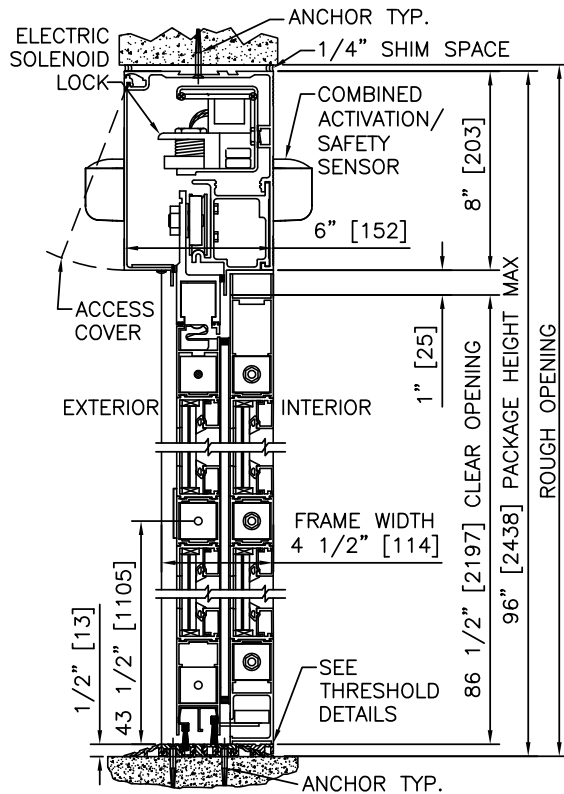 ANCHOR TYP.
ELECTRIC
SOLENOID
LOCK
1/4" SHIM SPACE
COMBINED
ACTIVATION/
SAFETY
SENSOR
8" [203]
6" [152]
ACCESS
COVER
1" [25]
EXTERIOR
INTERIOR
86 1/2" [2197] CLEAR OPENING
96" [2438] PACKAGE HEIGHT MAX
ROUGH OPENING
FRAME WIDTH
4 1/2" [114]
1/2" [13]
43 1/2" [1105]
SEE
THRESHOLD
DETAILS
ANCHOR TYP.